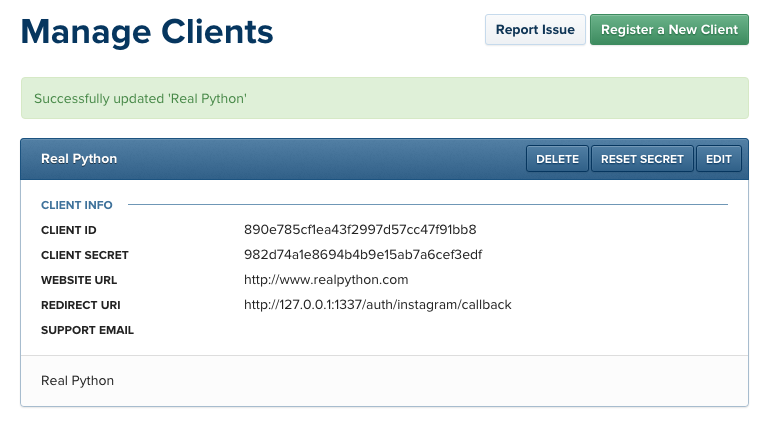 Manage Clients
Report Issue
Register a New Client
Successfully updated 'Real Python'
Real Python
DELETE
RESET SECRET
EDIT
CLIENT INFO
CLIENT ID 890e785cf1ea43f2997d57cc47f91bb8
CLIENT SECRET 982d74a1e8694b4b9e15ab7a6cef3edf
WEBSITE URL http://www.realpython.com
REDIRECT URI http://127.0.0.1:1337/auth/instagram/callback
SUPPORT EMAIL
Real Python